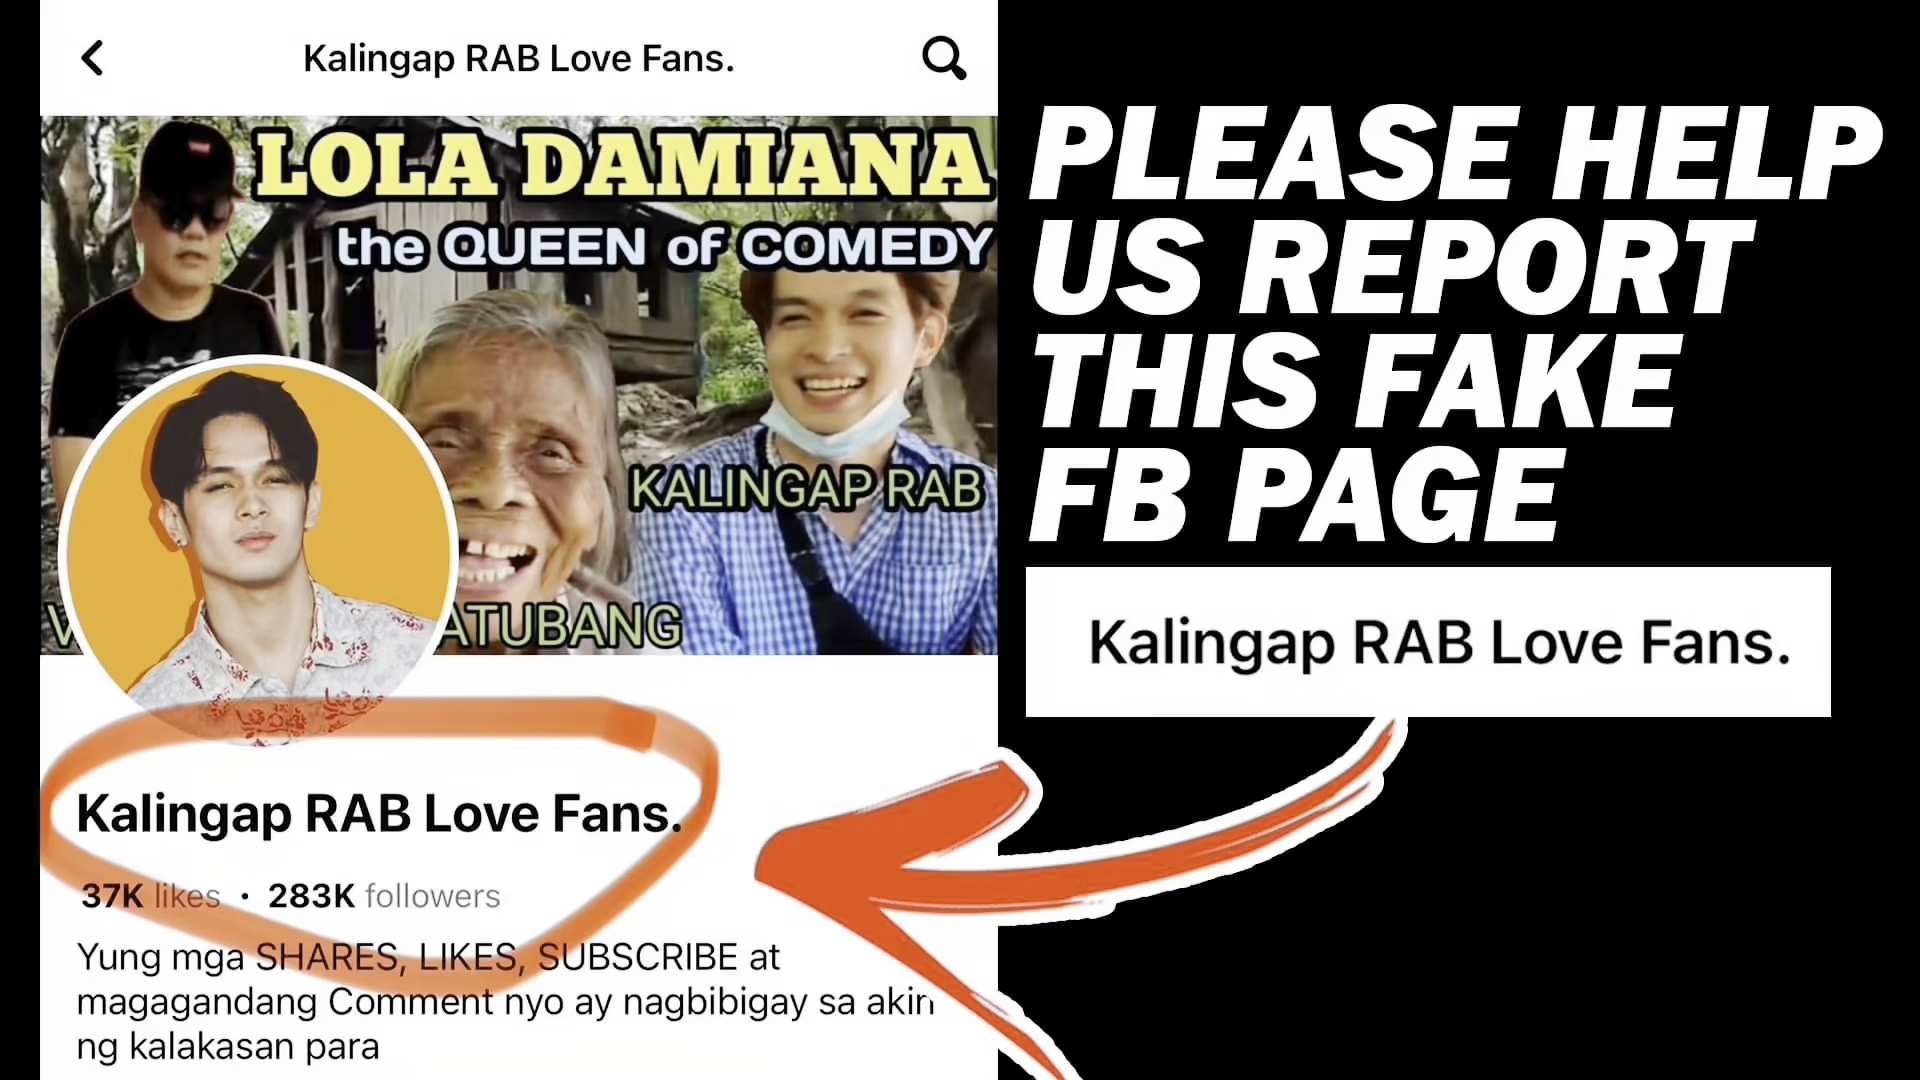 Kalingap RAB Love Fans.
LOLA DAMIANA
the QUEEN of COMEDY
KALINGAP RAB
ATUBANG
Kalingap RAB Love Fans.
37K likes · 283K followers
Yung mga SHARES, LIKES, SUBSCRIBE at
magagandang Comment nyo ay nagbibigay sa akin
ng kalakasan para
PLEASE HELP
US REPORT
THIS FAKE
FB PAGE
Kalingap RAB Love Fans.